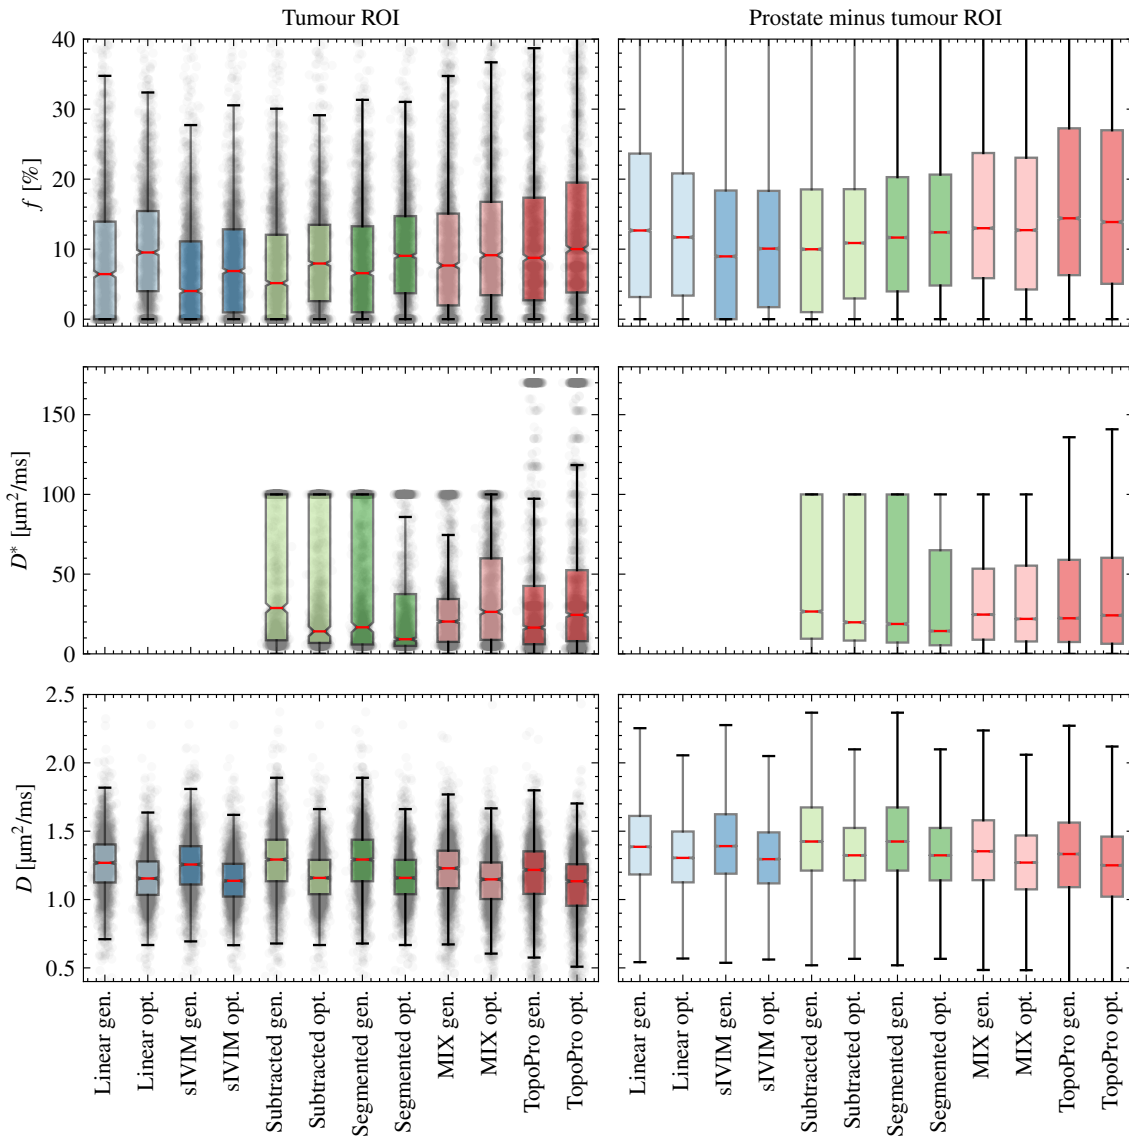 Tumour ROI
Prostate minus tumour ROI
40
30
20
10
0
f [%]
150
100
50
0
D* [µm²/ms]
2.5
2.0
1.5
1.0
0.5
D [µm²/ms]
Linear gen.
Linear opt.
sIVIM gen.
sIVIM opt.
Subtracted gen.
Subtracted opt.
Segmented gen.
Segmented opt.
MIX gen.
MIX opt.
TopoPro gen.
TopoPro opt.
Linear gen.
Linear opt.
sIVIM gen.
sIVIM opt.
Subtracted gen.
Subtracted opt.
Segmented gen.
Segmented opt.
MIX gen.
MIX opt.
TopoPro gen.
TopoPro opt.